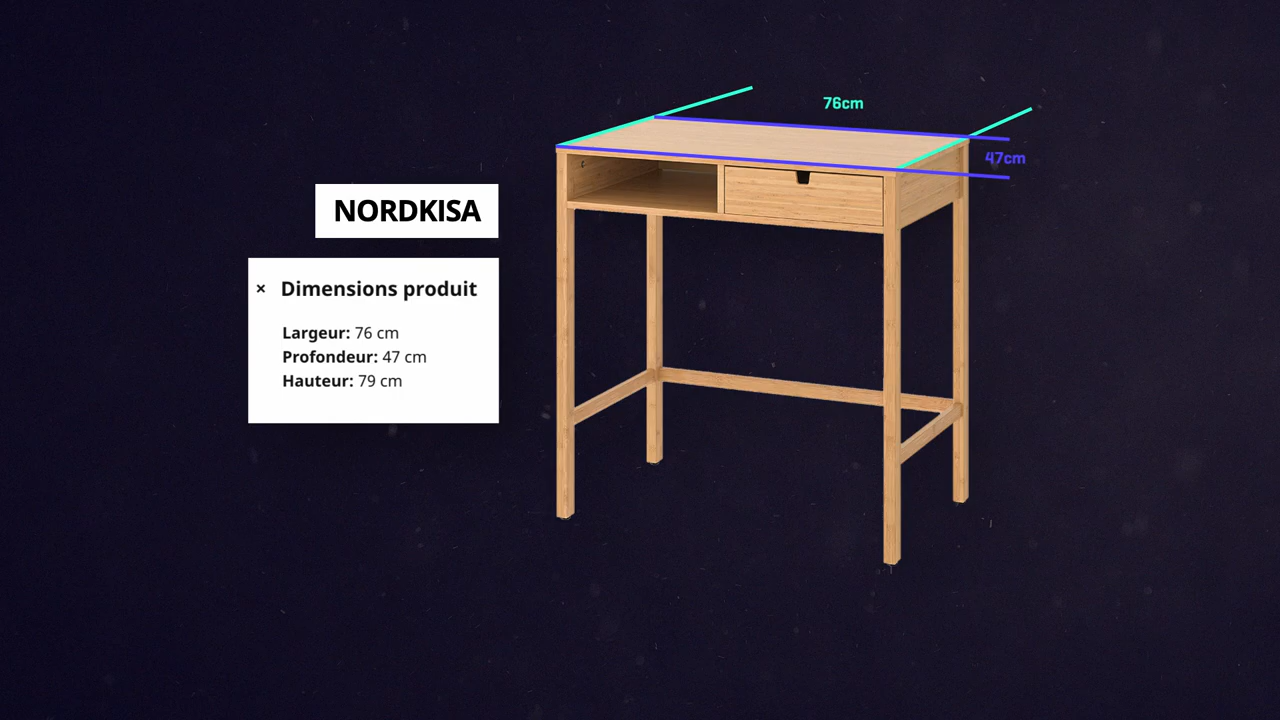 76cm
47cm
NORDKISA
× Dimensions produit
Largeur: 76 cm
Profondeur: 47 cm
Hauteur: 79 cm